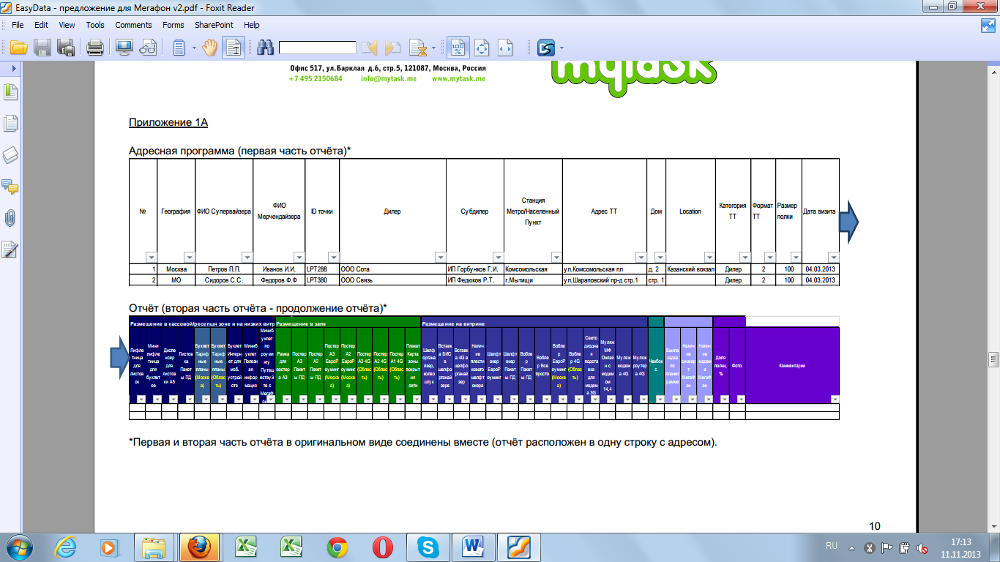 EasyData - предложение для Мегафон v2.pdf - Foxit Reader
File Edit View Tools Comments Forms SharePoint Help
Офис 517, ул.Барклая д.6, стр.5, 121087, Москва, Россия
+7 495 2150684 info@mytask.me www.mytask.me
mytask
Приложение 1А
Адресная программа (первая часть отчёта)*
№ География ФИО Супервайзера ФИО Мерчендайзера ID точки Дилер Субдилер Станция Метро/Населенный Пункт Адрес ТТ Дом Location Категория ТТ Формат ТТ Размер полки Дата визита
1 Москва Петров П.П. Иванов И.И. LPT288 ООО Сота ИП Горбунков Г.И. Комсомольская ул.Комсомольская пл д. 2 Казанский вокзал Дилер 2 100 04.03.2013
2 МО Сидоров С.С. Федоров Ф.Ф LPT380 ООО Связь ИП Федюков Р.Т. г.Мытищи ул.Шараповский пр-д стр.1 стр. 1 Дилер 2 100 04.03.2013
Отчёт (вторая часть отчёта - продолжение отчёта)*
Размещение в кассовой/ресепшн зоне и на низких витр Размещение в зале Размещение на витрине
Лифлетница для листовок Мини лифлетница для буклетов Диспенсер для листовки А5 Листовка Пакеты ПД Буклет Тарифные планы (Москва) Буклет Тарифные планы (Область) Буклет Интернет для моб. устройств Минибуклет Полезная информация Минибуклет по роумингу Путешествуйте с МегаФон Рамка для постера А3 Постер А3 Пакеты ПД Постер А2 Пакеты ПД Постер А3 ЕвроРоуминг (Москва) Постер А2 ЕвроРоуминг (Москва) Постер А3 4G (Область) Постер А2 4G (Область) Постер А1 4G (Область) Плакат Карта зоны покрытия сети Шелф органайзер, колво штук Вставка БИС в шелфорганайзер Вставка 4G в шелфорганайзер Наличие пластикового шелфтокера Шелфтокер ЕвроРоуминг Шелфтокер Пакеты ПД Воблер Пакеты ПД Воблер Все просто Воблер ЕвроРоуминг (Москва) Воблер 4G (Область) Светодиодная подставка для модема 3G Муляж МФ Онлайн с модемом 14,4 Муляж модема 4G Муляж роутера 4G Чекбокс Выкладка по планограмме Наличие симкарт МегаФон Наличие модема МегаФон Доля полки, % Фото Комментарии
*Первая и вторая часть отчёта в оригинальном виде соединены вместе (отчёт расположен в одну строку с адресом).
10
RU 17:13
11.11.2013